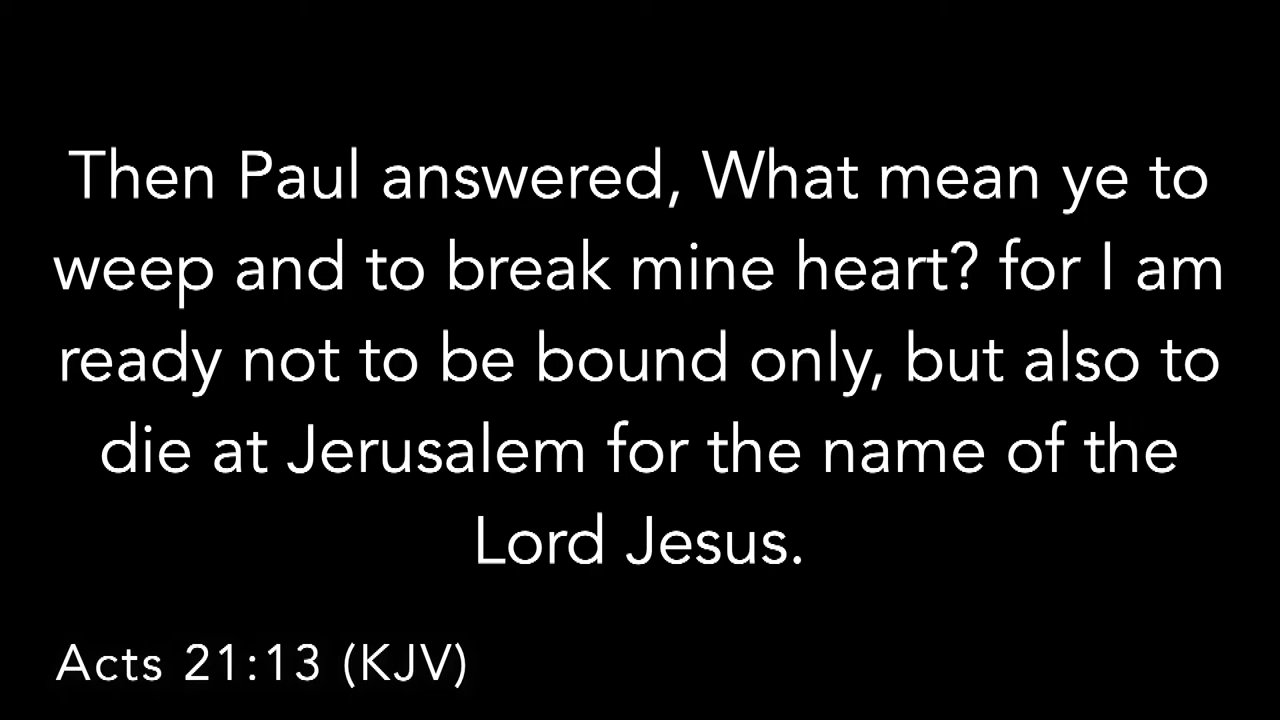 Then Paul answered, What mean ye to
weep and to break mine heart? for I am
ready not to be bound only, but also to
die at Jerusalem for the name of the
Lord Jesus.
Acts 21:13 (KJV)